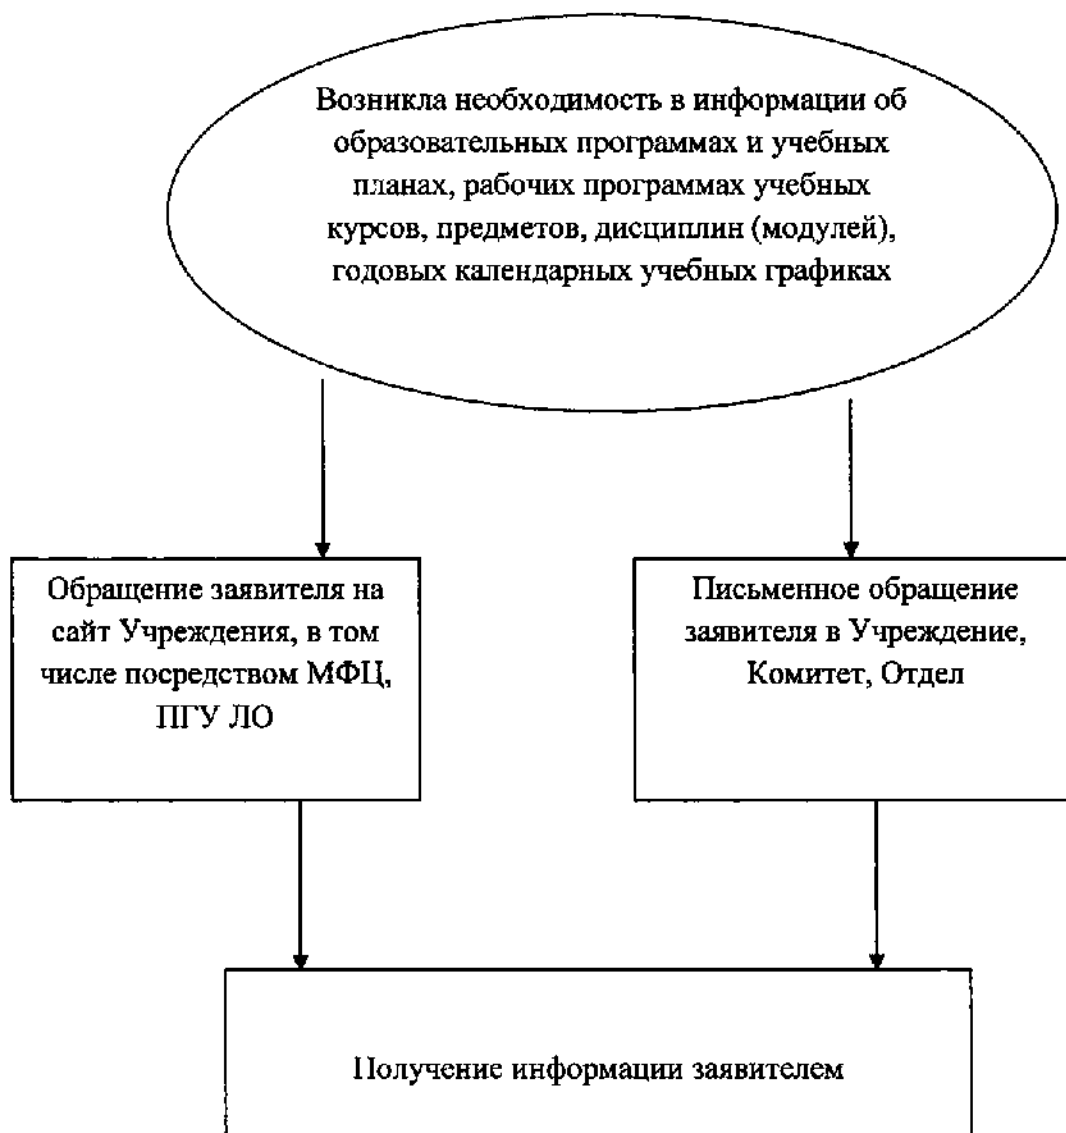 Возникла необходимость в информации об
образовательных программах и учебных
планах, рабочих программах учебных
курсов, предметов, дисциплин (модулей),
годовых календарных учебных графиках
Обращение заявителя на
сайт Учреждения, в том
числе посредством МФЦ,
ПГУ ЛО
Письменное обращение
заявителя в Учреждение,
Комитет, Отдел
Получение информации заявителем